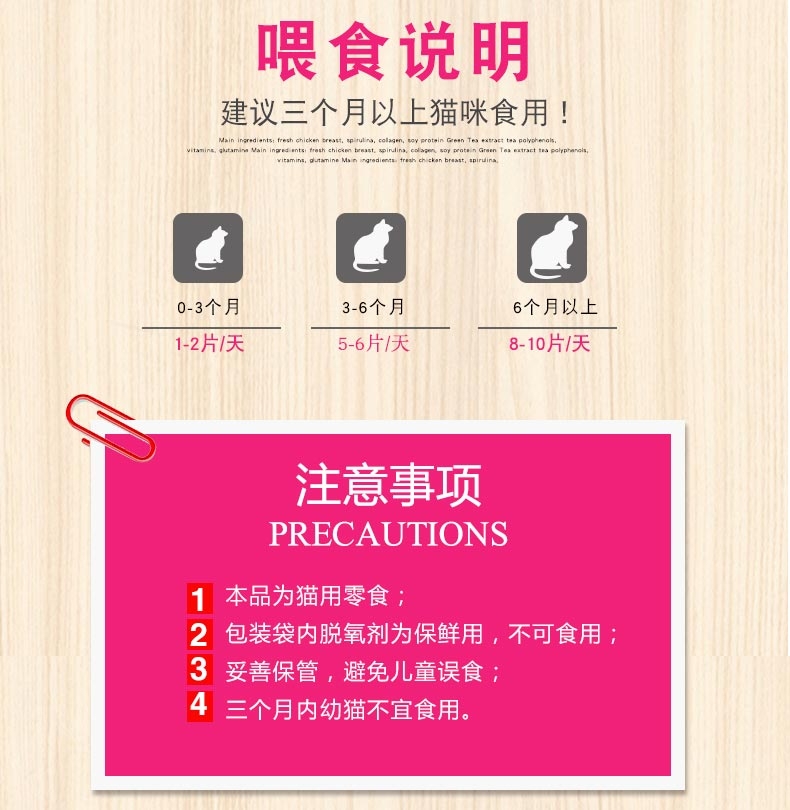 喂食说明
建议三个月以上猫咪食用！
Main ingredients: fresh chicken breast, spirulina, collagen, soy protein Green Tea extract tea polyphenols,
vitamins, glutamine Main ingredients: fresh chicken breast, spirulina, collagen, soy protein Green Tea extract tea polyphenols,
vitamins, glutamine Main ingredients: fresh chicken breast, spirulina,
0-3个月 3-6个月 6个月以上
1-2片/天 5-6片/天 8-10片/天
注意事项
PRECAUTIONS
1 本品为猫用零食；
2 包装袋内脱氧剂为保鲜用，不可食用；
3 妥善保管，避免儿童误食；
4 三个月内幼猫不宜食用。